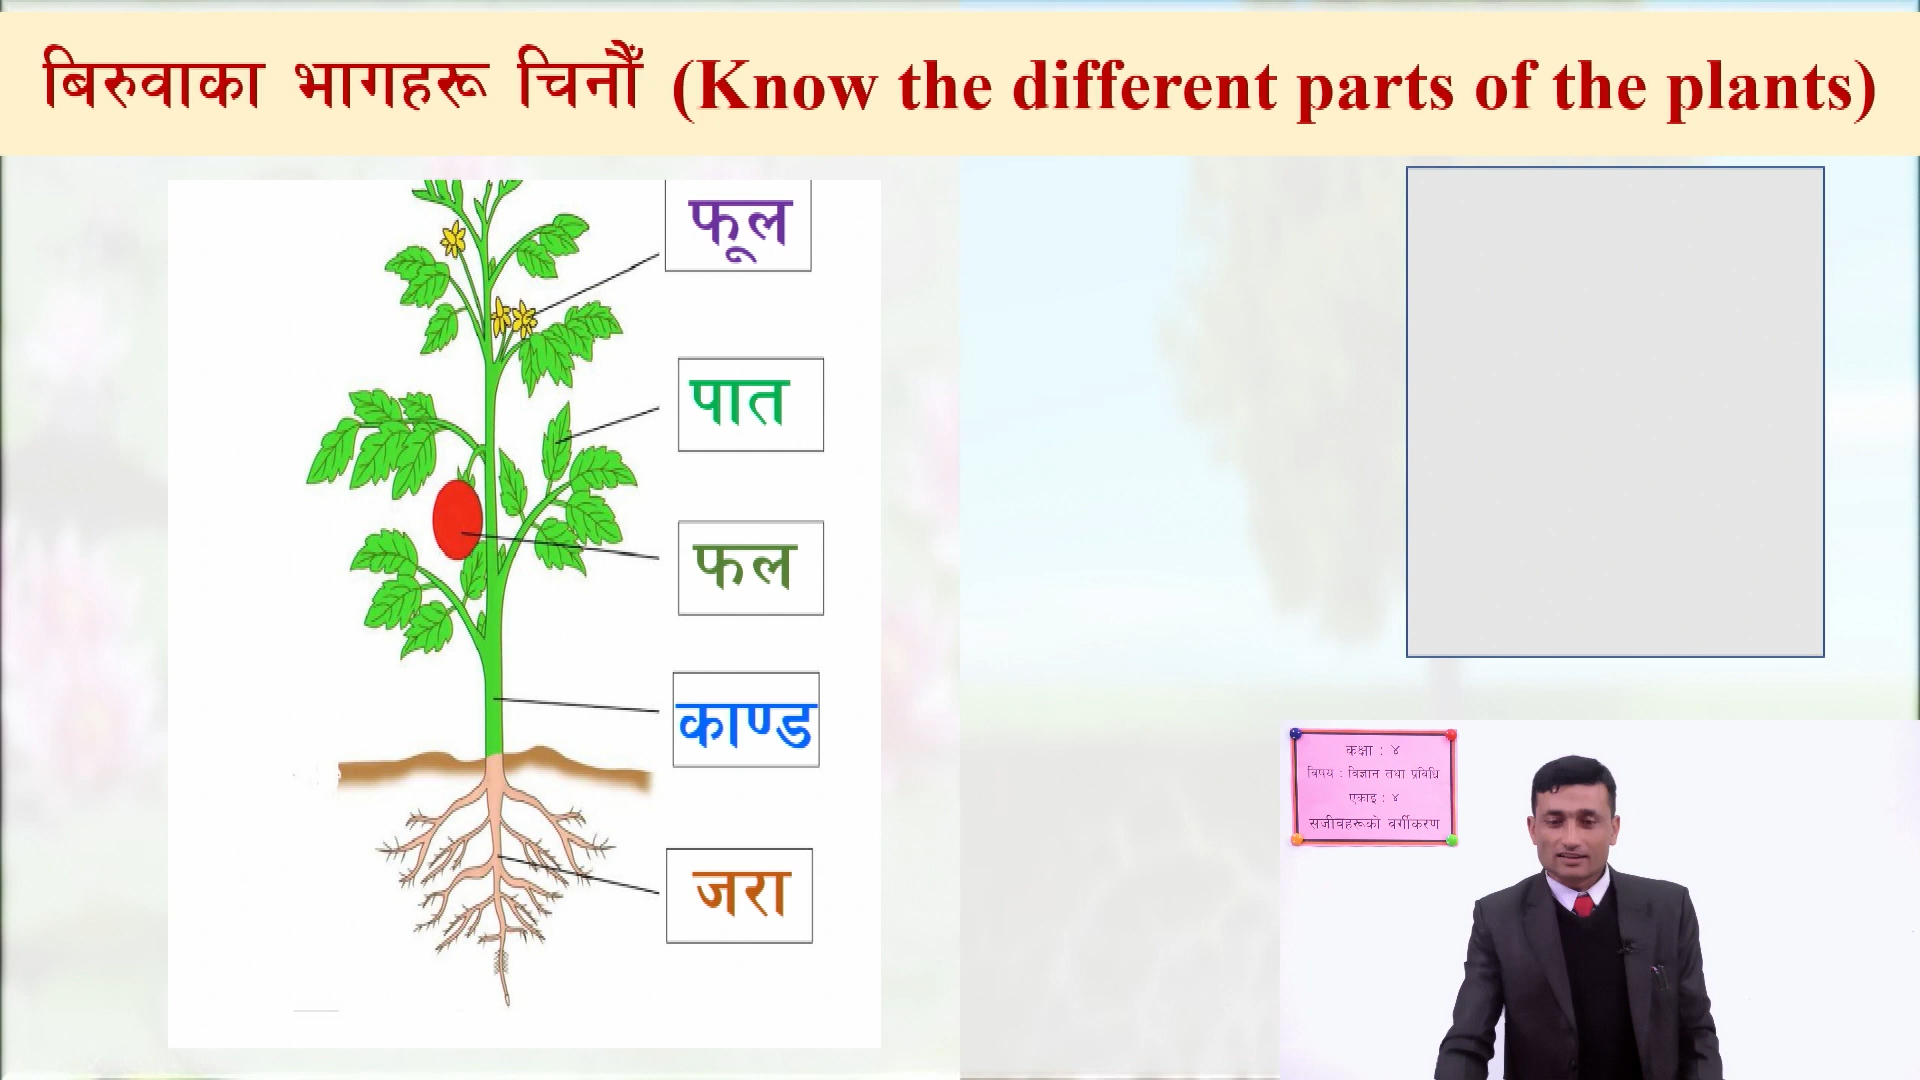 बिरुवाका भागहरू चिनौं (Know the different parts of the plants)
फूल
पात
फल
काण्ड
जरा
कक्षा : ४
विषय : विज्ञान तथा प्रविधि
एकाइ : ४
सजीवहरूको वर्गीकरण